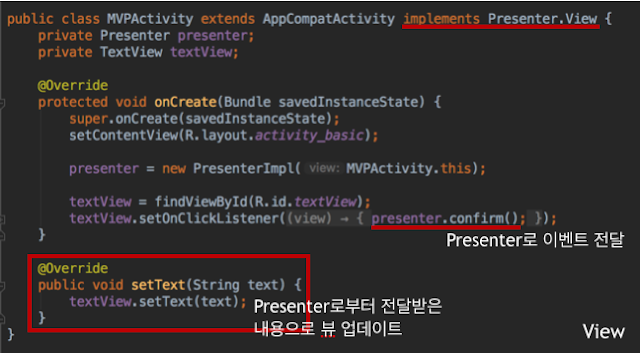 public class MVPActivity extends AppCompatActivity implements Presenter.View {
private Presenter presenter;
private TextView textView;
@Override
protected void onCreate(Bundle savedInstanceState) {
super.onCreate(savedInstanceState);
setContentView(R.layout.activity_basic);
presenter = new PresenterImpl( view: MVPActivity.this);
textView = findViewById(R.id.textView);
textView.setOnClickListener((view) → { presenter.confirm(); });
}
Presenter로 이벤트 전달
@Override
public void setText(String text) {
textView.setText(text);
}
Presenter로부터 전달받은
내용으로 뷰 업데이트
}
View